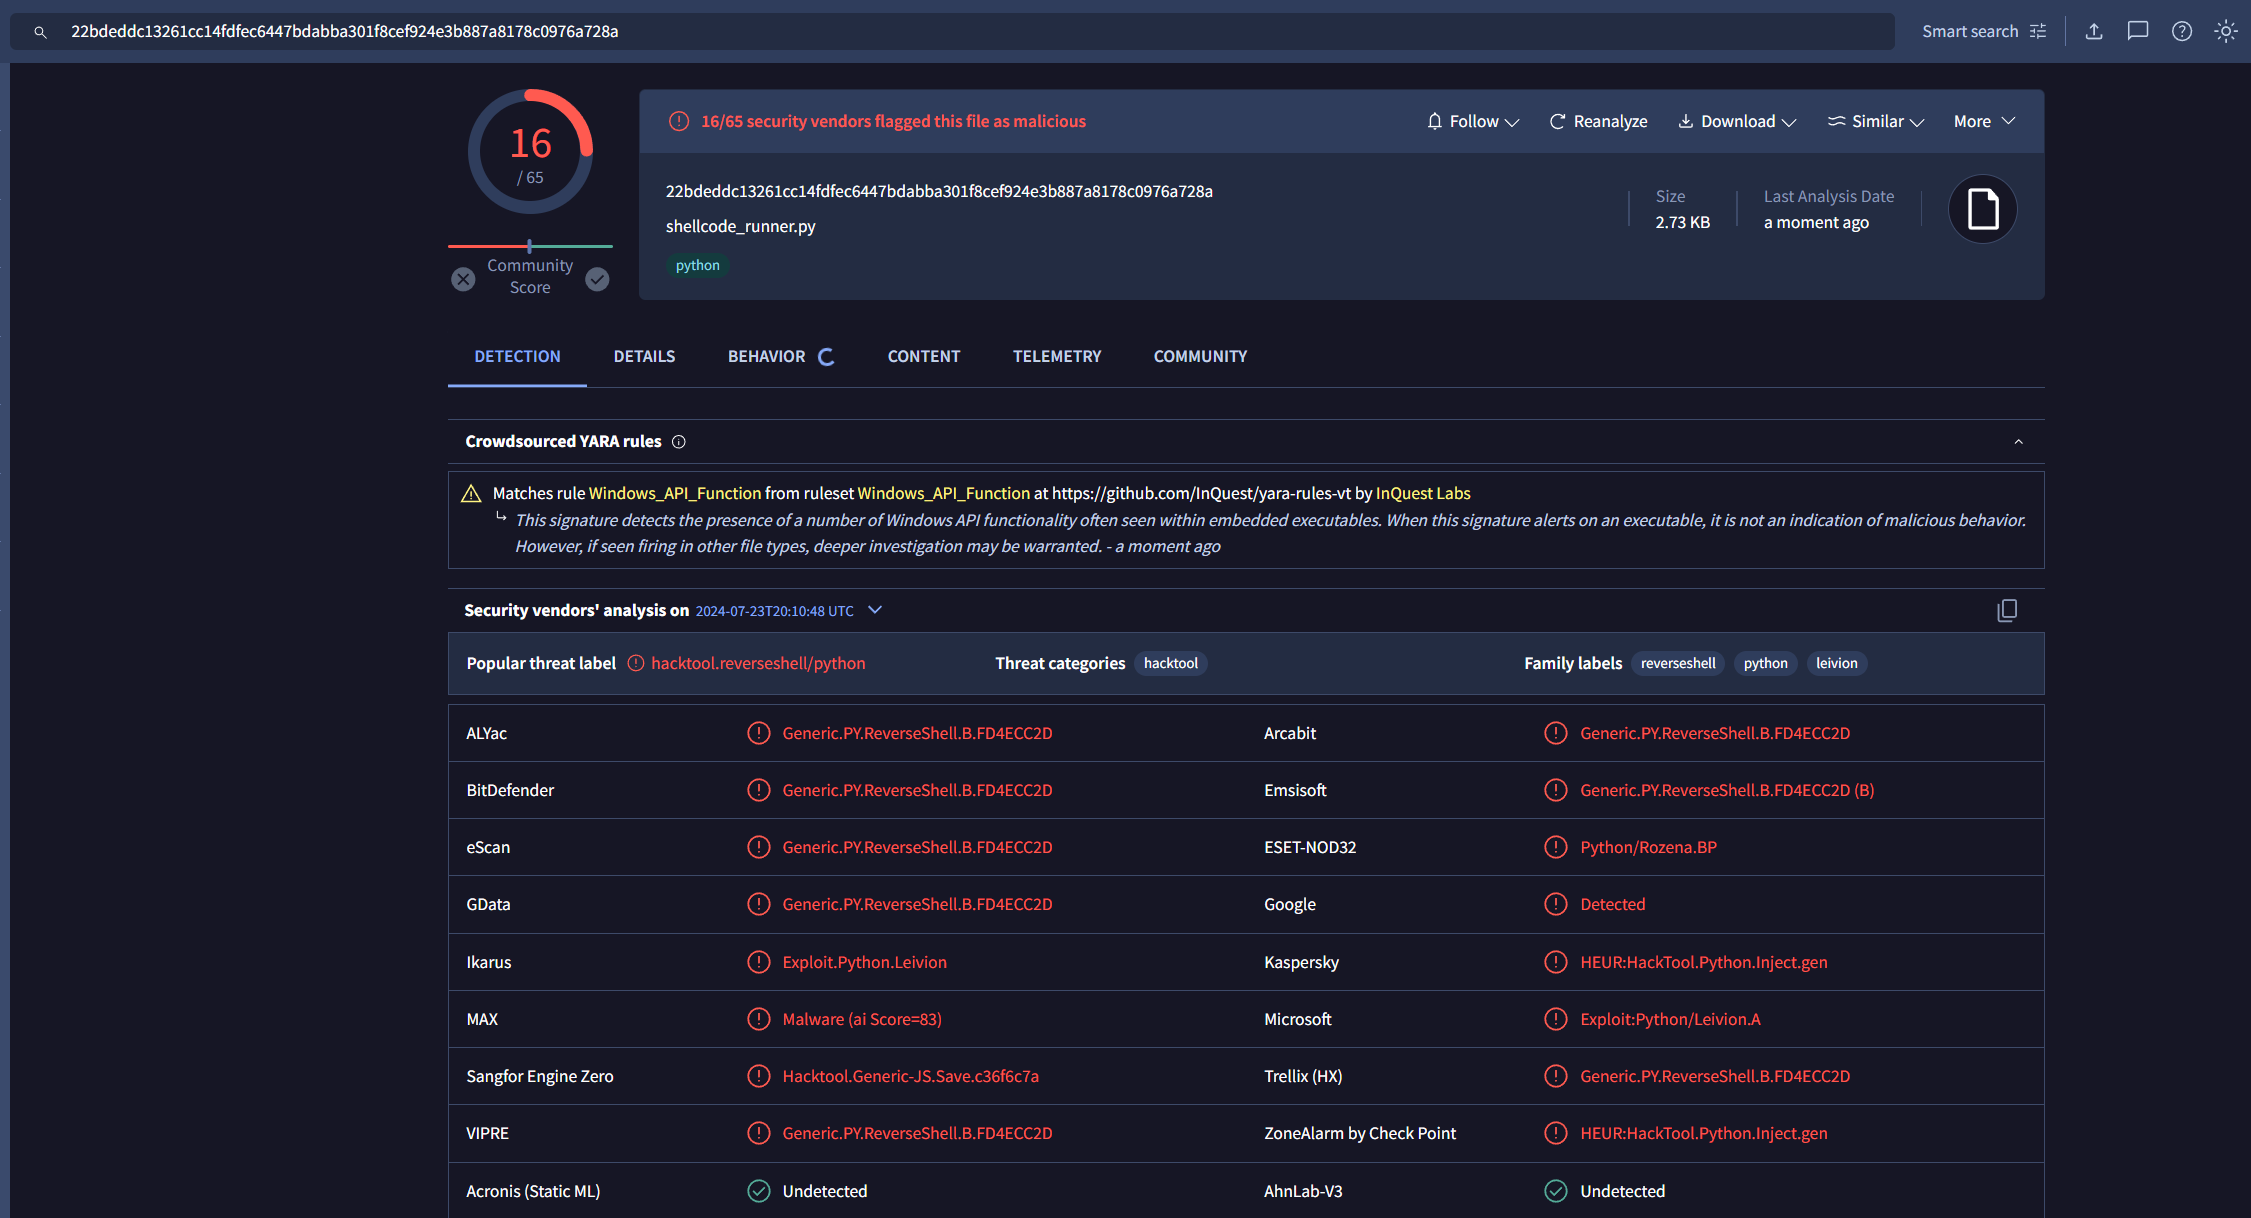 22bdeddc13261cc14fdfec6447bdabba301f8cef924e3b887a8178c0976a728a
Smart search
16
/ 65
Community
Score
16/65 security vendors flagged this file as malicious
Follow
Reanalyze
Download
Similar
More
22bdeddc13261cc14fdfec6447bdabba301f8cef924e3b887a8178c0976a728a
shellcode_runner.py
python
Size
2.73 KB
Last Analysis Date
a moment ago
DETECTION
DETAILS
BEHAVIOR
CONTENT
TELEMETRY
COMMUNITY
Crowdsourced YARA rules
Matches rule Windows_API_Function from ruleset Windows_API_Function at https://github.com/InQuest/yara-rules-vt by InQuest Labs
This signature detects the presence of a number of Windows API functionality often seen within embedded executables. When this signature alerts on an executable, it is not an indication of malicious behavior.
However, if seen firing in other file types, deeper investigation may be warranted. - a moment ago
Security vendors' analysis on 2024-07-23T20:10:48 UTC
Popular threat label hacktool.reverseshell/python
Threat categories hacktool
Family labels reverseshell python leivion
ALYac Generic.PY.ReverseShell.B.FD4ECC2D Arcabit Generic.PY.ReverseShell.B.FD4ECC2D
BitDefender Generic.PY.ReverseShell.B.FD4ECC2D Emsisoft Generic.PY.ReverseShell.B.FD4ECC2D (B)
eScan Generic.PY.ReverseShell.B.FD4ECC2D ESET-NOD32 Python/Rozena.BP
GData Generic.PY.ReverseShell.B.FD4ECC2D Google Detected
Ikarus Exploit.Python.Leivion Kaspersky HEUR:HackTool.Python.Inject.gen
MAX Malware (ai Score=83) Microsoft Exploit:Python/Leivion.A
Sangfor Engine Zero Hacktool.Generic-JS.Save.c36f6c7a Trellix (HX) Generic.PY.ReverseShell.B.FD4ECC2D
VIPRE Generic.PY.ReverseShell.B.FD4ECC2D ZoneAlarm by Check Point HEUR:HackTool.Python.Inject.gen
Acronis (Static ML) Undetected AhnLab-V3 Undetected